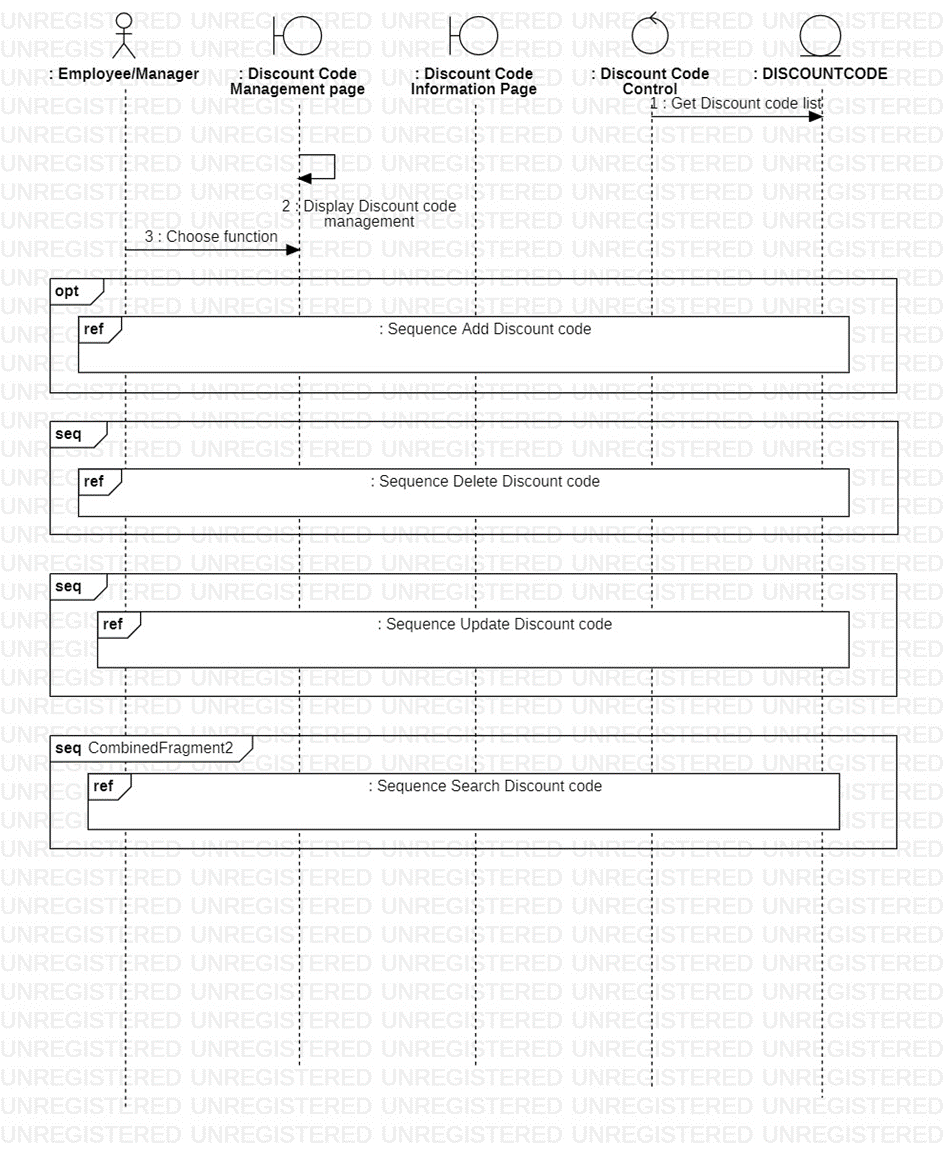 : Employee/Manager
: Discount Code
Management page
: Discount Code
Information Page
: Discount Code
Control
: DISCOUNTCODE
1 : Get Discount code list
2 : Display Discount code
management
3 : Choose function
opt
ref
: Sequence Add Discount code
seq
ref
: Sequence Delete Discount code
seq
ref
: Sequence Update Discount code
seq CombinedFragment2
ref
: Sequence Search Discount code
UNREGISTERED